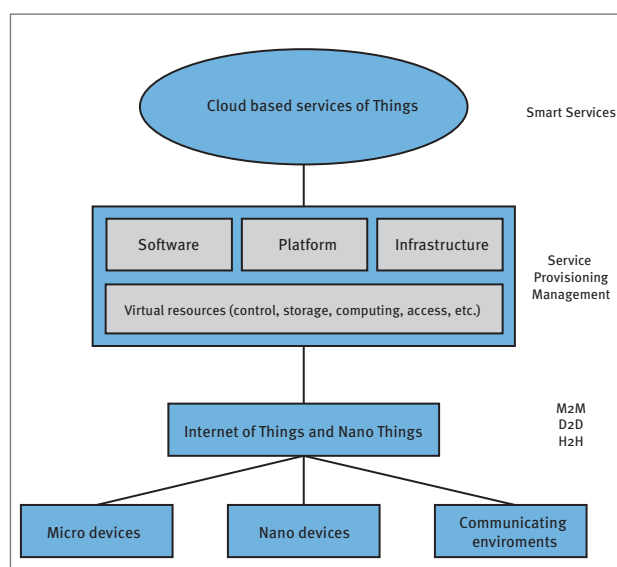 Cloud based services of Things
Smart Services
Software
Platform
Infrastructure
Virtual resources (control, storage, computing, access, etc.)
Service
Provisioning
Management
Internet of Things and Nano Things
M2M
D2D
H2H
Micro devices
Nano devices
Communicating
enviroments